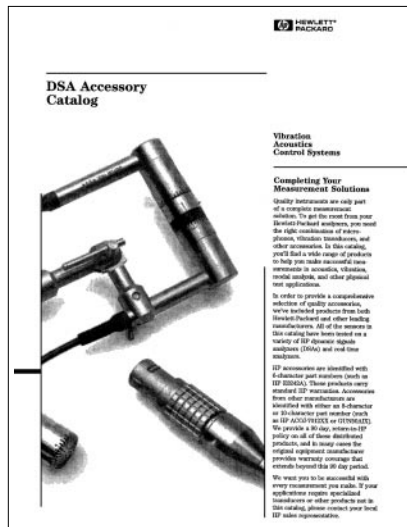 HEWLETT®
PACKARD
DSA Accessory
Catalog
Vibration
Acoustics
Control Systems
Completing Your
Measurement Solutions
Quality instruments are only part
of a complete measurement
solution. To get the most from your
Hewlett-Packard analyzers, you need
the right combination of micro-
phones, vibration transducers, and
other accessories. In this catalog,
you'll find a wide range of products
to help you make successful mea-
surements in acoustics, vibration,
modal analysis, and other physical
test applications.
In order to provide a comprehensive
selection of quality accessories,
we've included products from both
Hewlett-Packard and other leading
manufacturers. All of the sensors in
this catalog have been tested on a
variety of HP dynamic signals
analyzers (DSAs) and real-time
analyzers.
HP accessories are identified with
6-character part numbers (such as
HP
These products carry
standard HP warranties. Accessories
from other manufacturers are
identified with either an 8-character
or 10-character part number (such
as HP
or
We provide a 90 day, return-to-HP
policy on all of these distributed
products, and in many cases the
original equipment manufacturer
provides warranty coverage that
extends beyond this 90 day period.
We want you to be successful with
every measurement you make. If your
applications require specialized
transducers or other products not in
this catalog, please contact your local
HP sales representative.